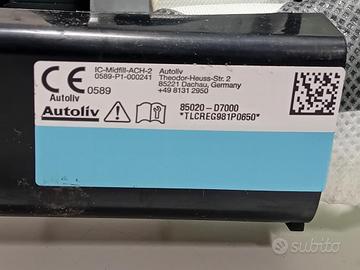 IC-Midfill-ACH-2
0589-P1-000241
CE
0589
Autoliv
Autoliv
Autoliv
Theodor-Heuss-Str. 2
85221 Dachau, Germany
+49 8131 2950
85020 - D7000
*TLCREG981P0650*
subito